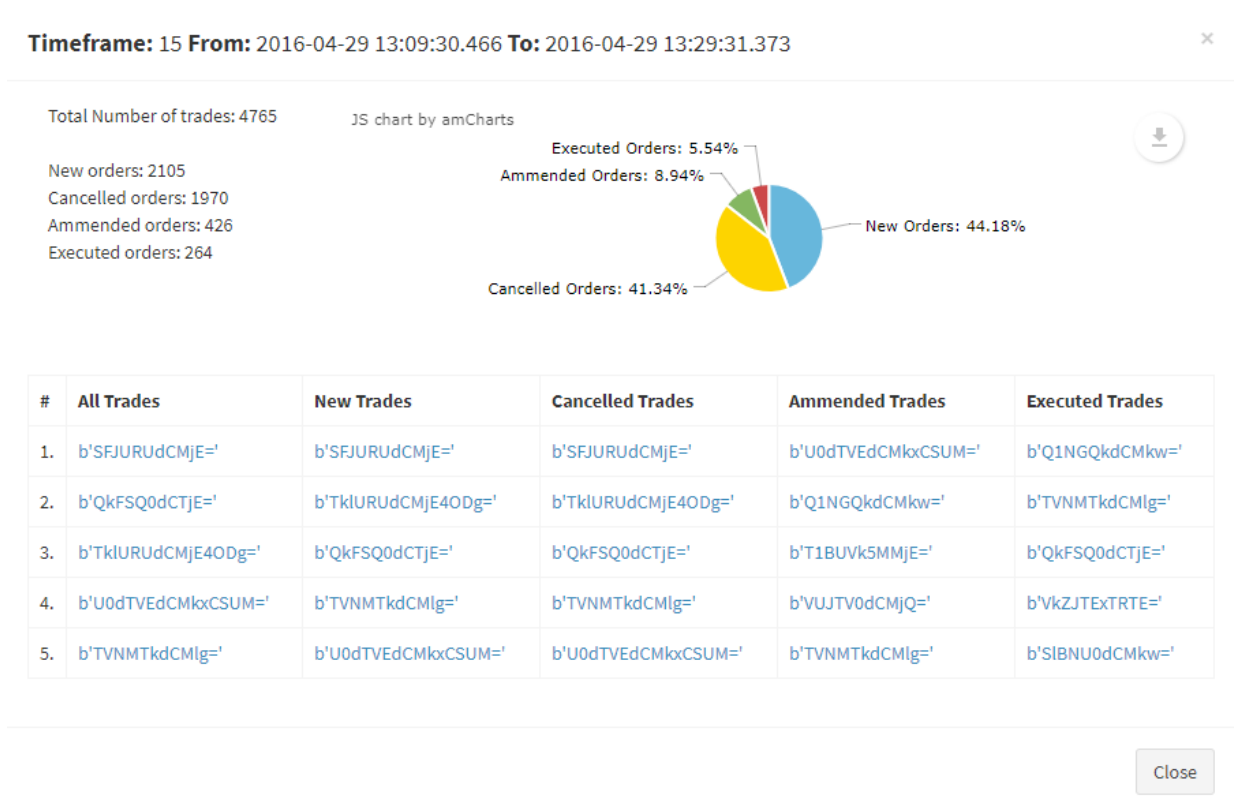 Timeframe: 15 From: 2016-04-29 13:09:30.466 To: 2016-04-29 13:29:31.373
×
Total Number of trades: 4765
New orders: 2105
Cancelled orders: 1970
Ammended orders: 426
Executed orders: 264
JS chart by amCharts
Executed Orders: 5.54%
Ammended Orders: 8.94%
New Orders: 44.18%
Cancelled Orders: 41.34%
# All Trades New Trades Cancelled Trades Ammended Trades Executed Trades
1. b'SFJURUdCMjE=' b'SFJURUdCMjE=' b'SFJURUdCMjE=' b'U0dTVEdCMkxCSUM=' b'Q1NGQkdCMkw='
2. b'QkFSQ0dCTjE=' b'TklURUdCMjE4ODg=' b'TklURUdCMjE4ODg=' b'Q1NGQkdCMkw=' b'TVNMTkdCMlg='
3. b'TklURUdCMjE4ODg=' b'QkFSQ0dCTjE=' b'QkFSQ0dCTjE=' b'T1BUVk5MMjE=' b'QkFSQ0dCTjE='
4. b'U0dTVEdCMkxCSUM=' b'TVNMTkdCMlg=' b'TVNMTkdCMlg=' b'VUJTV0dCMjQ=' b'VkZJTExTRTE='
5. b'TVNMTkdCMlg=' b'U0dTVEdCMkxCSUM=' b'U0dTVEdCMkxCSUM=' b'TVNMTkdCMlg=' b'SlBNU0dCMkw='
Close